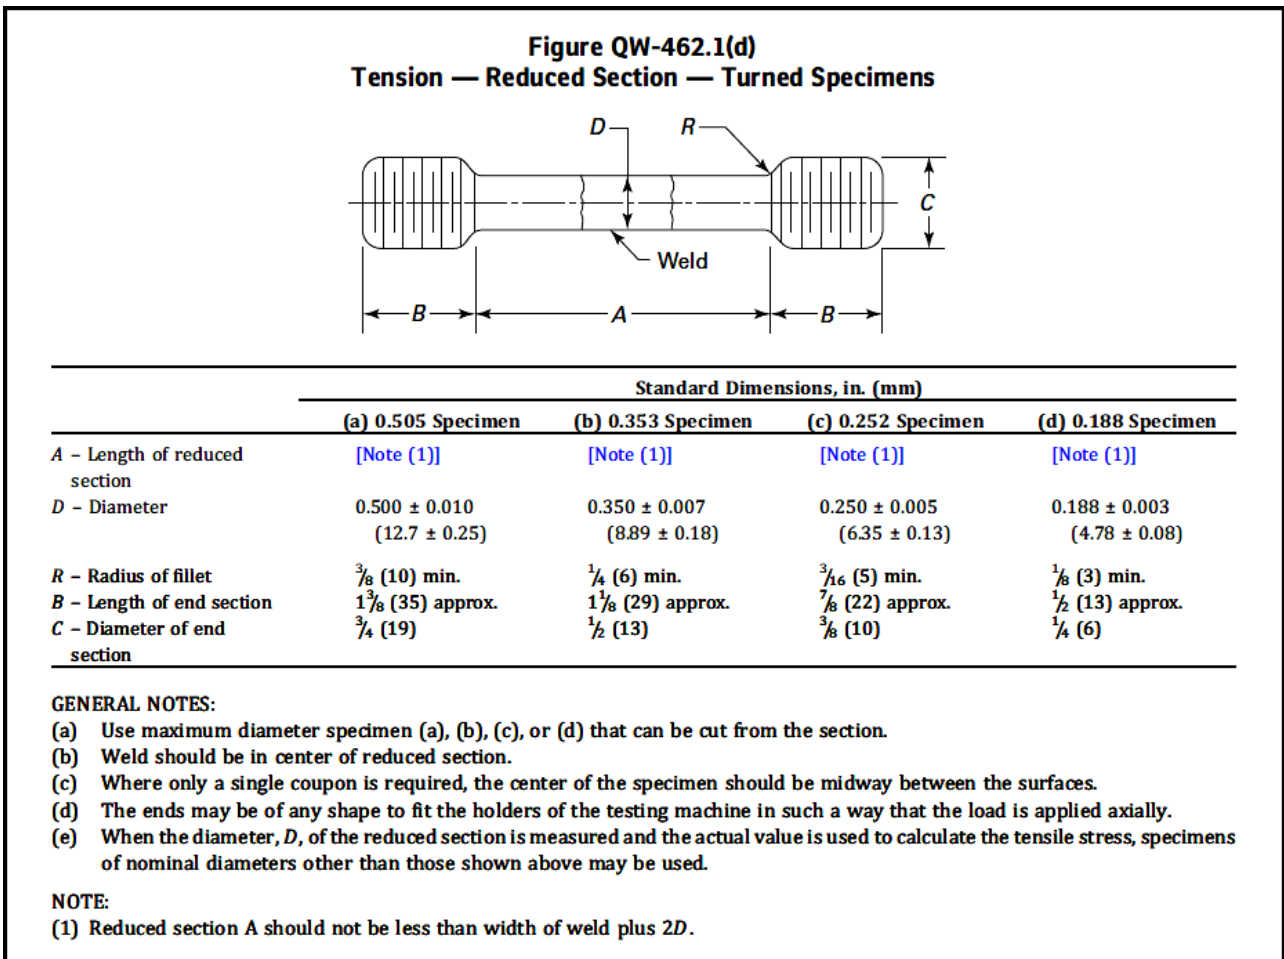 Figure QW-462.1(d)
Tension — Reduced Section — Turned Specimens
D
R
C
Weld
B
A
B
Standard Dimensions, in. (mm)
(a) 0.505 Specimen (b) 0.353 Specimen (c) 0.252 Specimen (d) 0.188 Specimen
A – Length of reduced [Note (1)] [Note (1)] [Note (1)] [Note (1)]
section
D – Diameter 0.500 ± 0.010 0.350 ± 0.007 0.250 ± 0.005 0.188 ± 0.003
(12.7 ± 0.25) (8.89 ± 0.18) (6.35 ± 0.13) (4.78 ± 0.08)
R – Radius of fillet 3/8 (10) min. 1/4 (6) min. 3/16 (5) min. 1/8 (3) min.
B – Length of end section 1 3/8 (35) approx. 1 1/8 (29) approx. 7/8 (22) approx. 1/2 (13) approx.
C – Diameter of end 3/4 (19) 1/2 (13) 3/8 (10) 1/4 (6)
section
GENERAL NOTES:
(a) Use maximum diameter specimen (a), (b), (c), or (d) that can be cut from the section.
(b) Weld should be in center of reduced section.
(c) Where only a single coupon is required, the center of the specimen should be midway between the surfaces.
(d) The ends may be of any shape to fit the holders of the testing machine in such a way that the load is applied axially.
(e) When the diameter, D, of the reduced section is measured and the actual value is used to calculate the tensile stress, specimens
of nominal diameters other than those shown above may be used.
NOTE:
(1) Reduced section A should not be less than width of weld plus 2D.